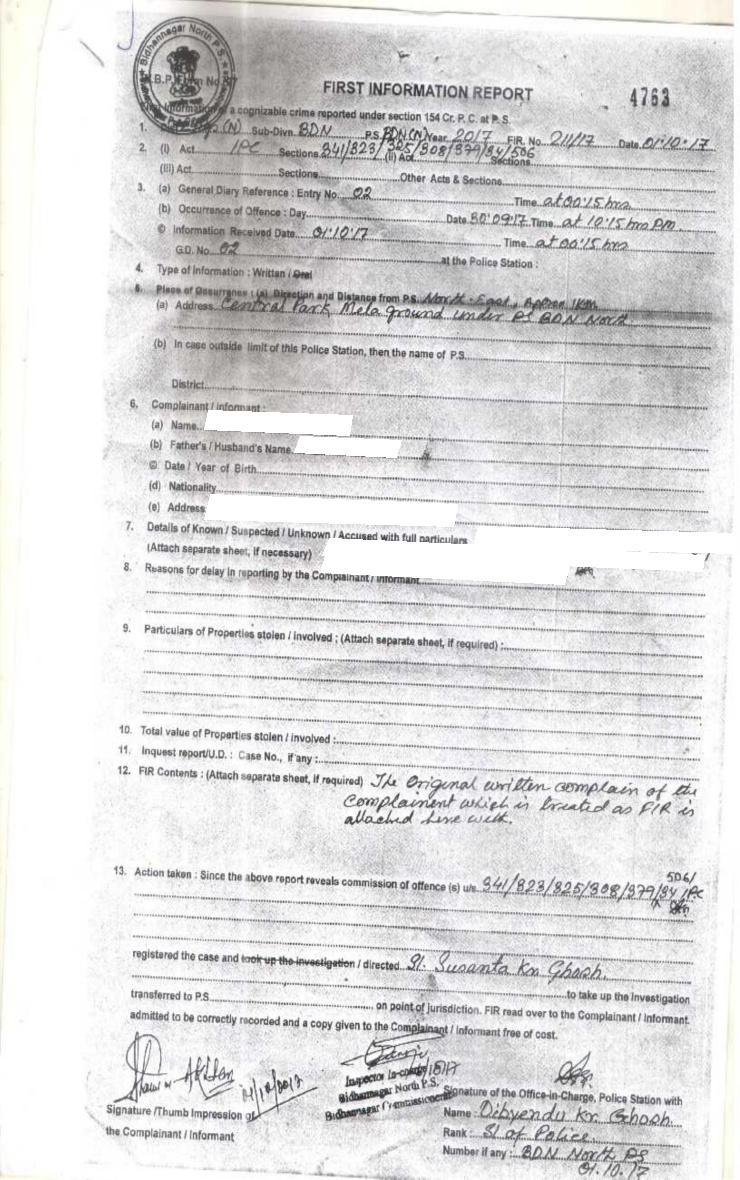 Bidhannagar North P.S.
FIRST INFORMATION REPORT
4763
of a cognizable crime reported under section 154 Cr. P. C. at P.S.
1. (N) Sub-Divn. BDN P.S. BDN(N) Year 2017 FIR. No. 211/17 Date 01.10.17
2. (i) Act IPC Sections 341/323/325/308/379/34/506 (ii) Act Sections
(iii) Act Sections Other Acts & Sections
3. (a) General Diary Reference : Entry No. 02 Time at 00:15 hrs
(b) Occurrence of Offence : Day Date 30.09.17 Time at 10:15 hrs PM
© Information Received Date 01.10.17 Time at 00:15 hrs
G.D. No. 02 at the Police Station :
4. Type of Information : Written / Oral
5. Place of Occurrence : (a) Direction and Distance from P.S. North-East, Approx 1km
(a) Address Central Park Mela ground under PS BDN North
(b) In case outside limit of this Police Station, then the name of P.S.
District
6. Complainant / Informant :
(a) Name
(b) Father's / Husband's Name
© Date / Year of Birth
(d) Nationality
(e) Address
7. Details of Known / Suspected / Unknown / Accused with full particulars
(Attach separate sheet, if necessary)
8. Reasons for delay in reporting by the Complainant / Informant
9. Particulars of Properties stolen / involved ; (Attach separate sheet, if required) :
10. Total value of Properties stolen / involved :
11. Inquest report/U.D. : Case No., if any :
12. FIR Contents : (Attach separate sheet, if required) The Original written complain of the
Complainent which is treated as FIR is
attached here with.
506/
13. Action taken : Since the above report reveals commission of offence (s) u/s 341/323/325/308/379/34 IPC
registered the case and took up the investigation / directed SI. Susanta Kr. Ghosh.
to take up the Investigation
transferred to P.S. on point of jurisdiction. FIR read over to the Complainant / Informant.
admitted to be correctly recorded and a copy given to the Complainant / Informant free of cost.
Inspector In-charge
Bidhannagar North P.S.
Bidhannagar Commissionerate
Signature /Thumb Impression of
the Complainant / Informant
Signature of the Office-in-Charge, Police Station with
Name : Dibyendu Kr. Ghosh
Rank : SI of Police
Number if any : BDN North PS
01.10.17